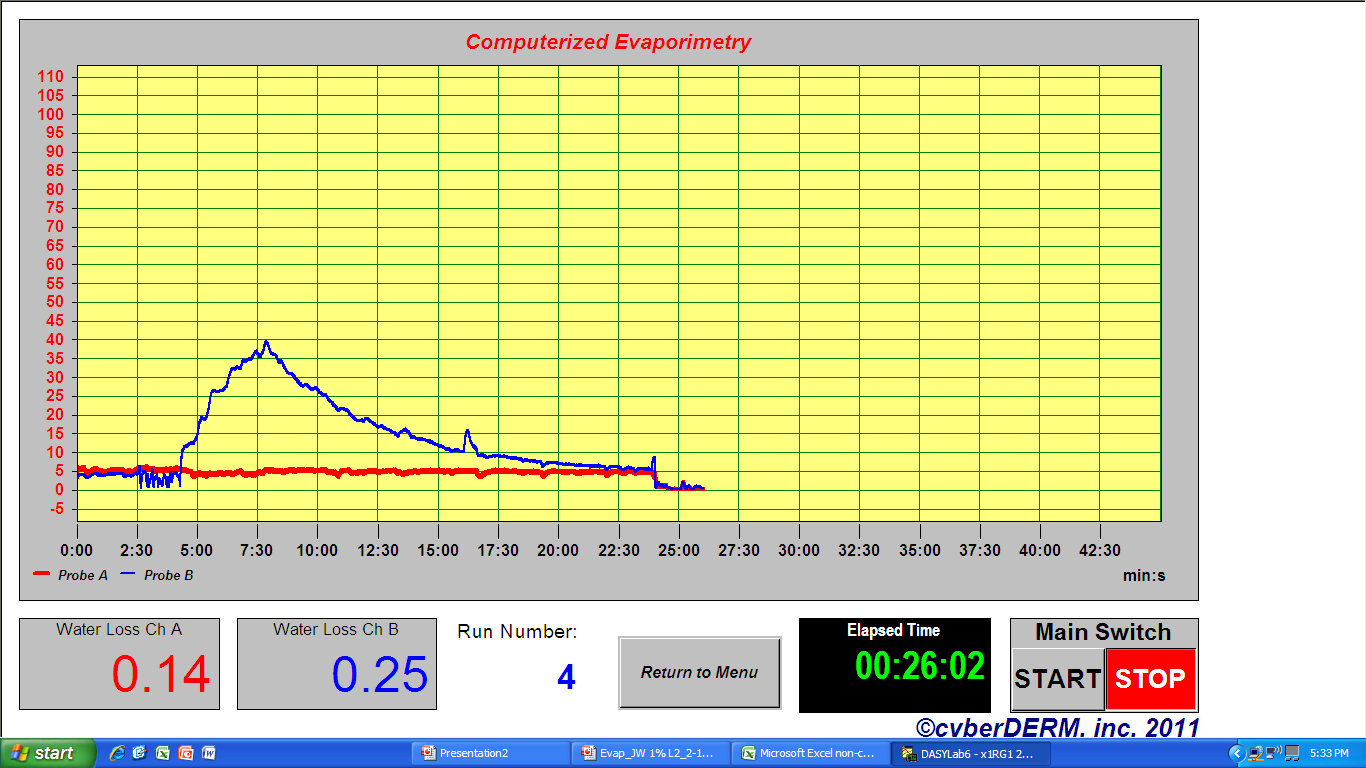 Computerized Evaporimetry
110
105
100
95
90
85
80
75
70
65
60
55
50
45
40
35
30
25
20
15
10
5
0
-5
0:00 2:30 5:00 7:30 10:00 12:30 15:00 17:30 20:00 22:30 25:00 27:30 30:00 32:30 35:00 37:30 40:00 42:30
Probe A Probe B
min:s
Water Loss Ch A
0.14
Water Loss Ch B
0.25
Run Number:
4
Return to Menu
Elapsed Time
00:26:02
Main Switch
START STOP
©cyberDERM, inc. 2011
start
Presentation2
Evap_JW 1% L2_2-1...
Microsoft Excel non-c...
DASYLab6 - x1RG1 2...
5:33 PM